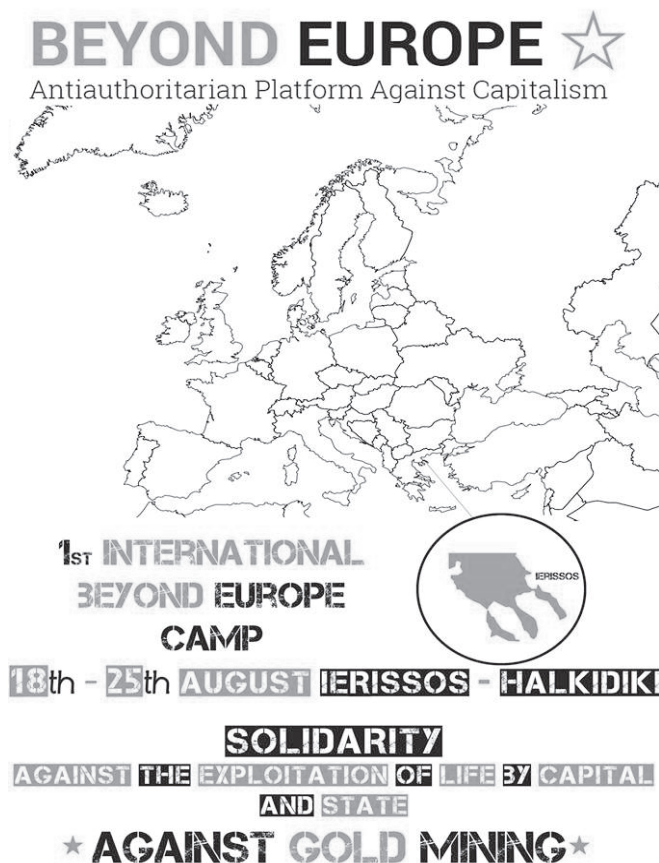 BEYOND EUROPE
Antiauthoritarian Platform Against Capitalism
IERISSOS
1ST INTERNATIONAL
BEYOND EUROPE
CAMP
18th - 25th AUGUST IERISSOS - HALKIDIKI
SOLIDARITY
AGAINST THE EXPLOITATION OF LIFE BY CAPITAL
AND STATE
AGAINST GOLD MINING